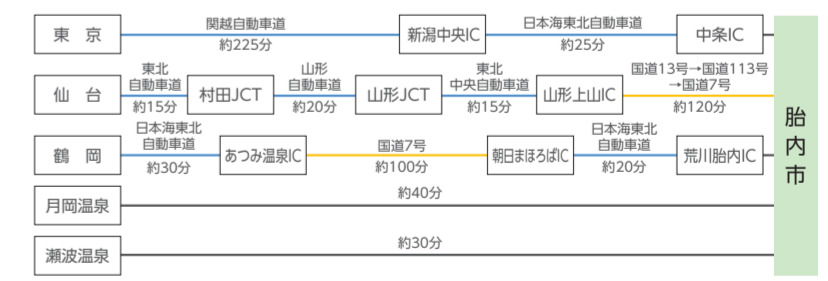 東 京
関越自動車道
約225分
新潟中央IC
日本海東北自動車道
約25分
中条IC
仙 台
東北
自動車道
約15分
村田JCT
山形
自動車道
約20分
山形JCT
東北
中央自動車道
約15分
山形上山IC
国道13号→国道113号
→国道7号
約120分
鶴 岡
日本海東北
自動車道
約30分
あつみ温泉IC
国道7号
約100分
朝日まほろばIC
日本海東北
自動車道
約20分
荒川胎内IC
月岡温泉
約40分
瀬波温泉
約30分
胎内市